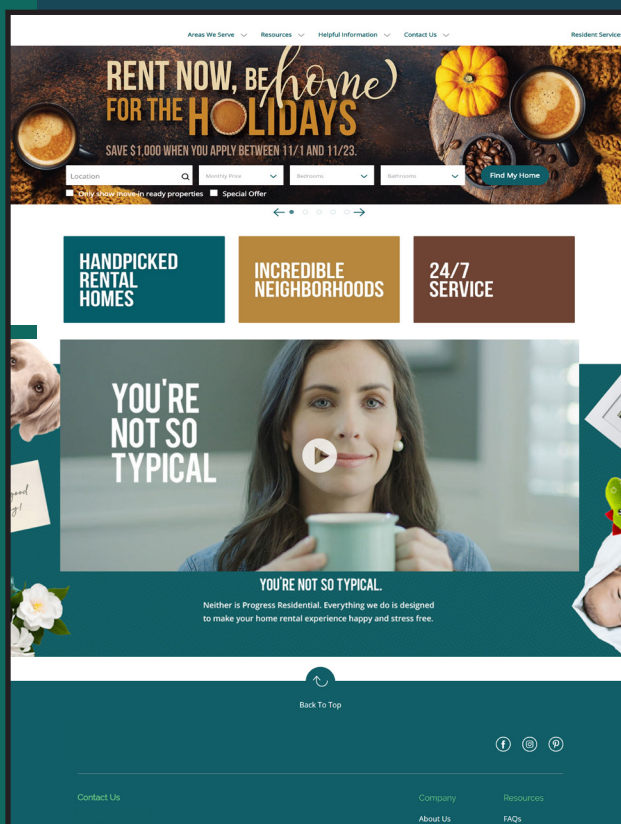 Areas We Serve Resources Helpful Information Contact Us Resident Services
RENT NOW, BE home
FOR THE HOLIDAYS
SAVE $1,000 WHEN YOU APPLY BETWEEN 11/1 AND 11/23.
Location Monthly Price Bedrooms Bathrooms Find My Home
Only show move-in ready properties Special Offer
HANDPICKED
RENTAL
HOMES
INCREDIBLE
NEIGHBORHOODS
24/7
SERVICE
YOU'RE
NOT SO
TYPICAL
good
YOU'RE NOT SO TYPICAL.
Neither is Progress Residential. Everything we do is designed
to make your home rental experience happy and stress free.
Back To Top
Contact Us
Company
About Us
Resources
FAQs